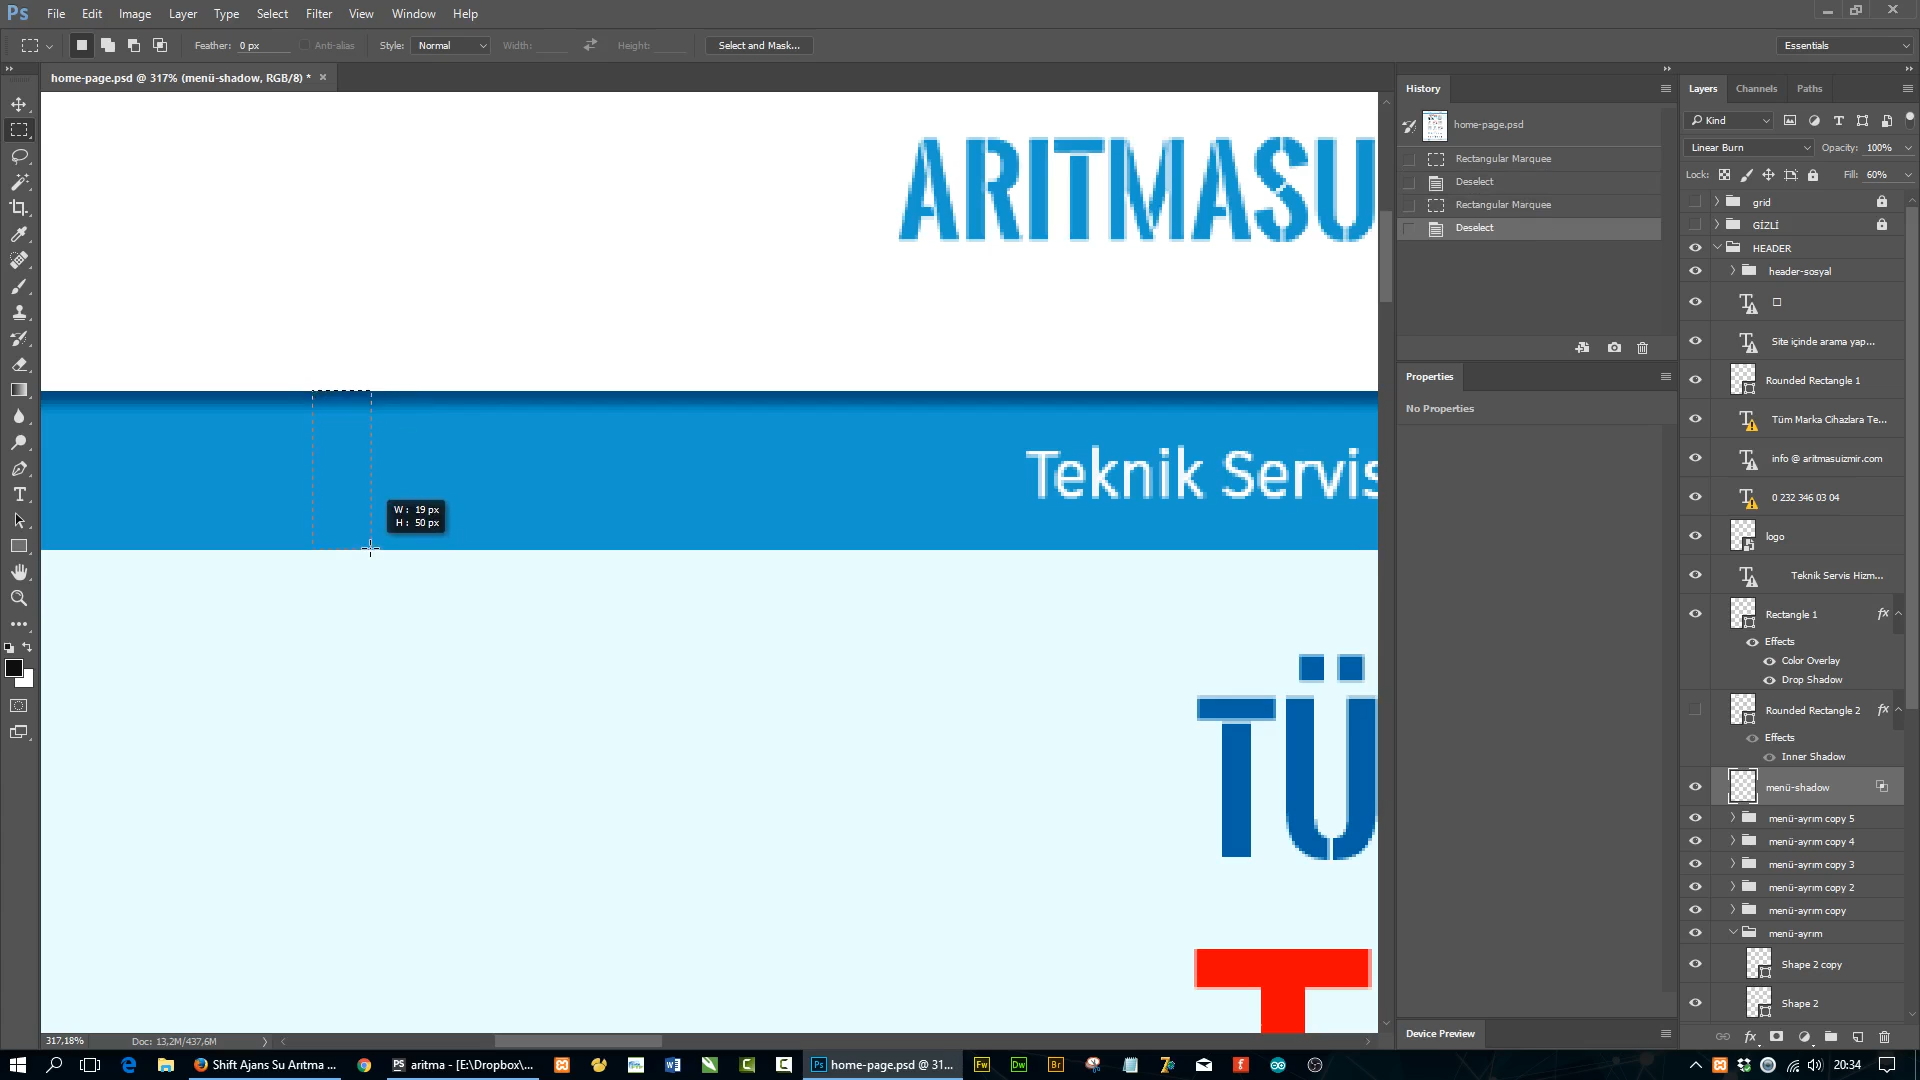 Ps File Edit Image Layer Type Select Filter View Window Help
Feather: 0 px Anti-alias Style: Normal Width: Height: Select and Mask... Essentials
home-page.psd @ 317% (menü-shadow, RGB/8) * ×
ARITMASU
Teknik Servis
W: 19 px
H: 50 px
TÜ
T
317,18% Doc: 13,2M/437,6M
History
home-page.psd
Rectangular Marquee
Deselect
Rectangular Marquee
Deselect
Properties
No Properties
Device Preview
Layers Channels Paths
Kind
Linear Burn Opacity: 100%
Lock: Fill: 60%
grid
GİZLİ
HEADER
header-sosyal
Site içinde arama yap...
Rounded Rectangle 1
Tüm Marka Cihazlara Te...
info @ aritmasuizmir.com
0 232 346 03 04
logo
Teknik Servis Hizm...
Rectangle 1 fx
Effects
Color Overlay
Drop Shadow
Rounded Rectangle 2 fx
Effects
Inner Shadow
menü-shadow
menü-ayrım copy 5
menü-ayrım copy 4
menü-ayrım copy 3
menü-ayrım copy 2
menü-ayrım copy
menü-ayrım
Shape 2 copy
Shape 2
fx
Shift Ajans Su Arıtma ... aritma - [E:\Dropbox\... home-page.psd @ 31... Fw Dw Br 20:34